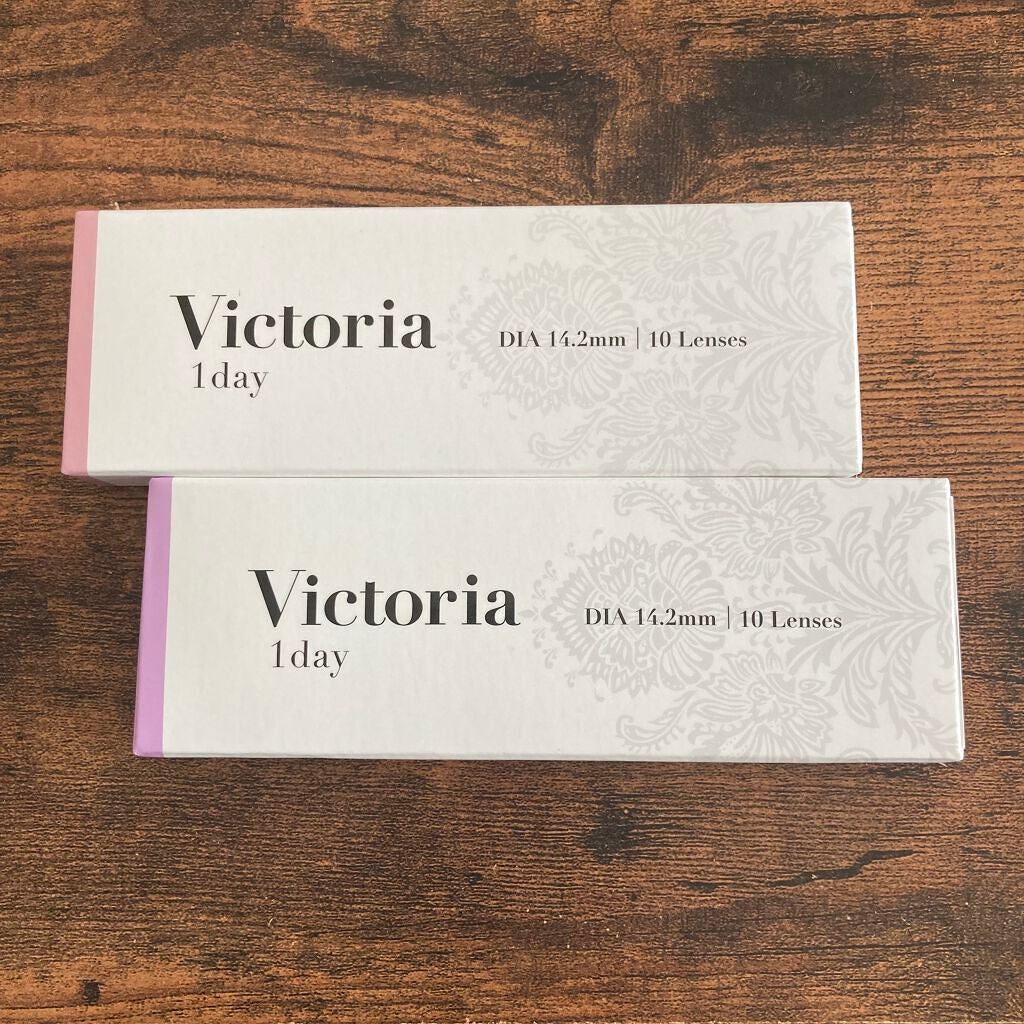 Victoria
1day
DIA 14.2mm | 10 Lenses
Victoria
1day
DIA 14.2mm | 10 Lenses